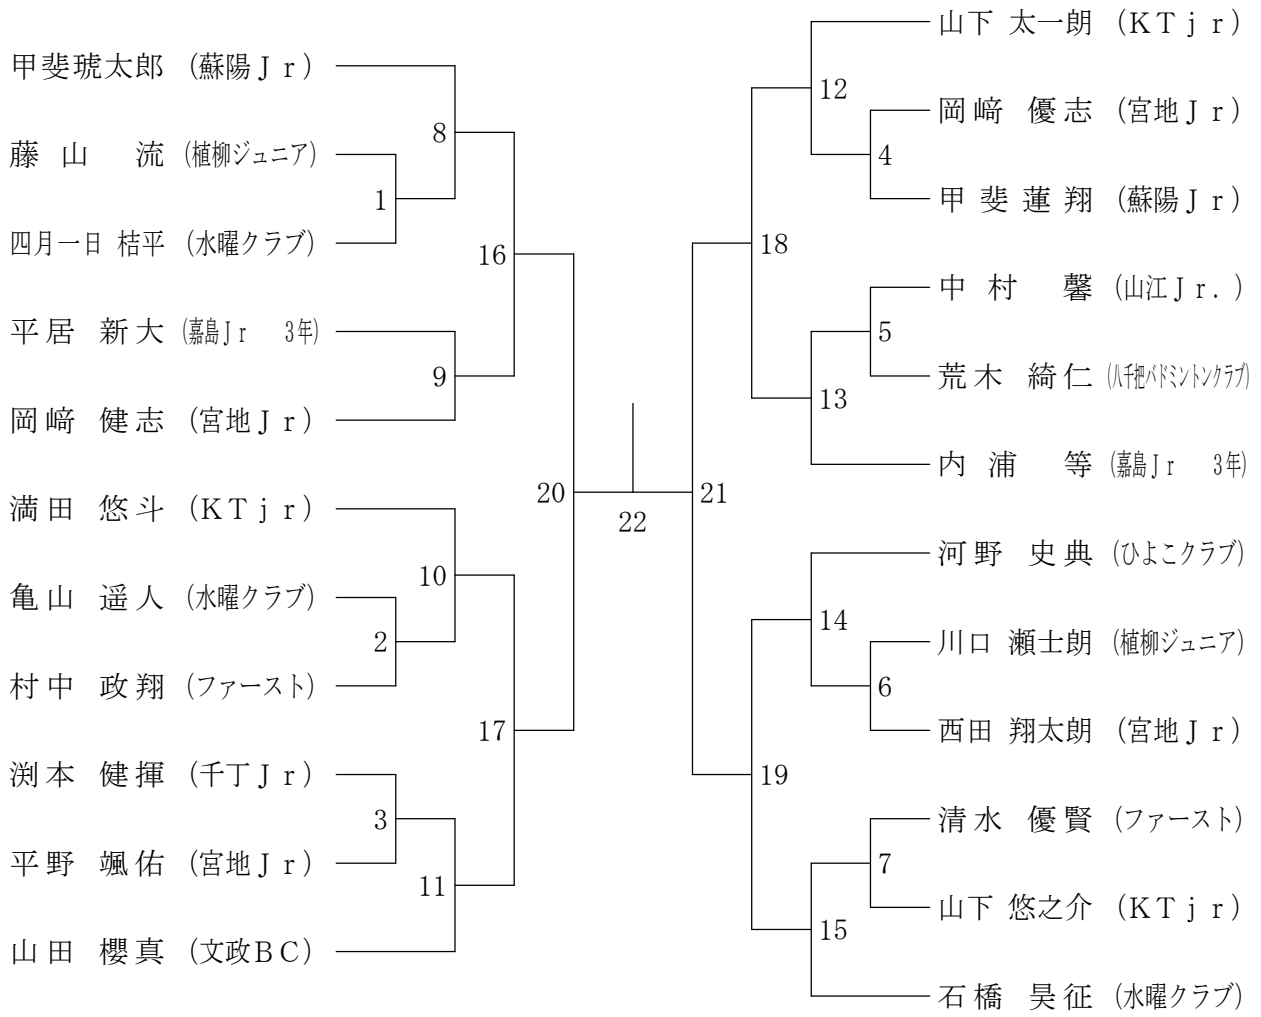 甲斐琥太郎 (蘇陽Ｊｒ)
藤山 流 (植柳ジュニア)
四月一日 桔平 (水曜クラブ)
平居 新大 (嘉島Ｊｒ 3年)
岡﨑 健志 (宮地Ｊｒ)
満田 悠斗 (ＫＴｊｒ)
亀山 遥人 (水曜クラブ)
村中 政翔 (ファースト)
渕本 健揮 (千丁Ｊｒ)
平野 颯佑 (宮地Ｊｒ)
山田 櫻真 (文政ＢＣ)
1
2
3
8
9
10
11
16
17
20
22
21
18
19
12
13
14
15
4
5
6
7
山下 太一朗 (ＫＴｊｒ)
岡﨑 優志 (宮地Ｊｒ)
甲斐蓮翔 (蘇陽Ｊｒ)
中村 馨 (山江Ｊｒ．)
荒木 綺仁 (八千把バドミントンクラブ)
内浦 等 (嘉島Ｊｒ 3年)
河野 史典 (ひよこクラブ)
川口 瀬士朗 (植柳ジュニア)
西田 翔太朗 (宮地Ｊｒ)
清水 優賢 (ファースト)
山下 悠之介 (ＫＴｊｒ)
石橋 昊征 (水曜クラブ)